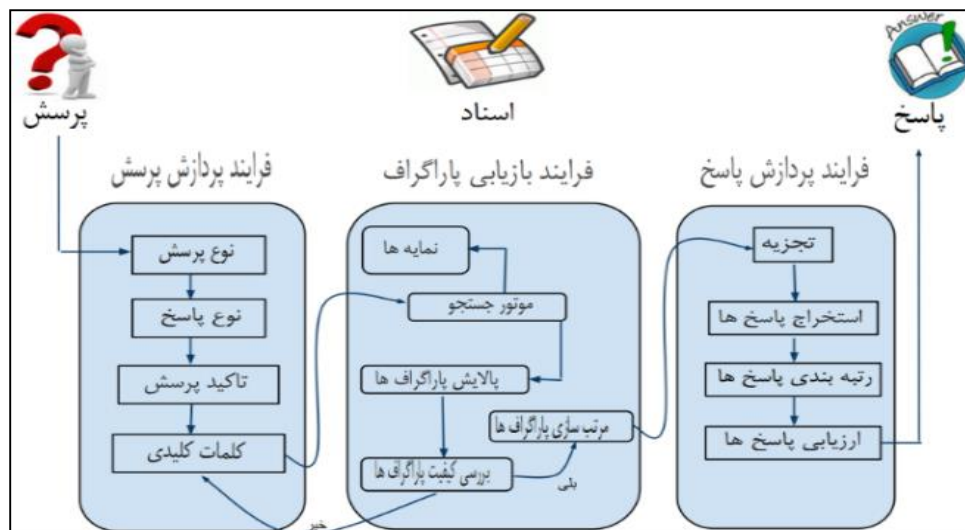 Answer
پرسش
اسناد
پاسخ
فرایند پردازش پرسش
فرایند بازیابی پاراگراف
فرایند پردازش پاسخ
نوع پرسش
نوع پاسخ
تاکید پرسش
کلمات کلیدی
نمایه ها
موتور جستجو
پالایش پاراگراف ها
مرتب سازی پاراگراف ها
بررسی کیفیت پاراگراف ها
بلی
خیر
تجزیه
استخراج پاسخ ها
رتبه بندی پاسخ ها
ارزیابی پاسخ ها